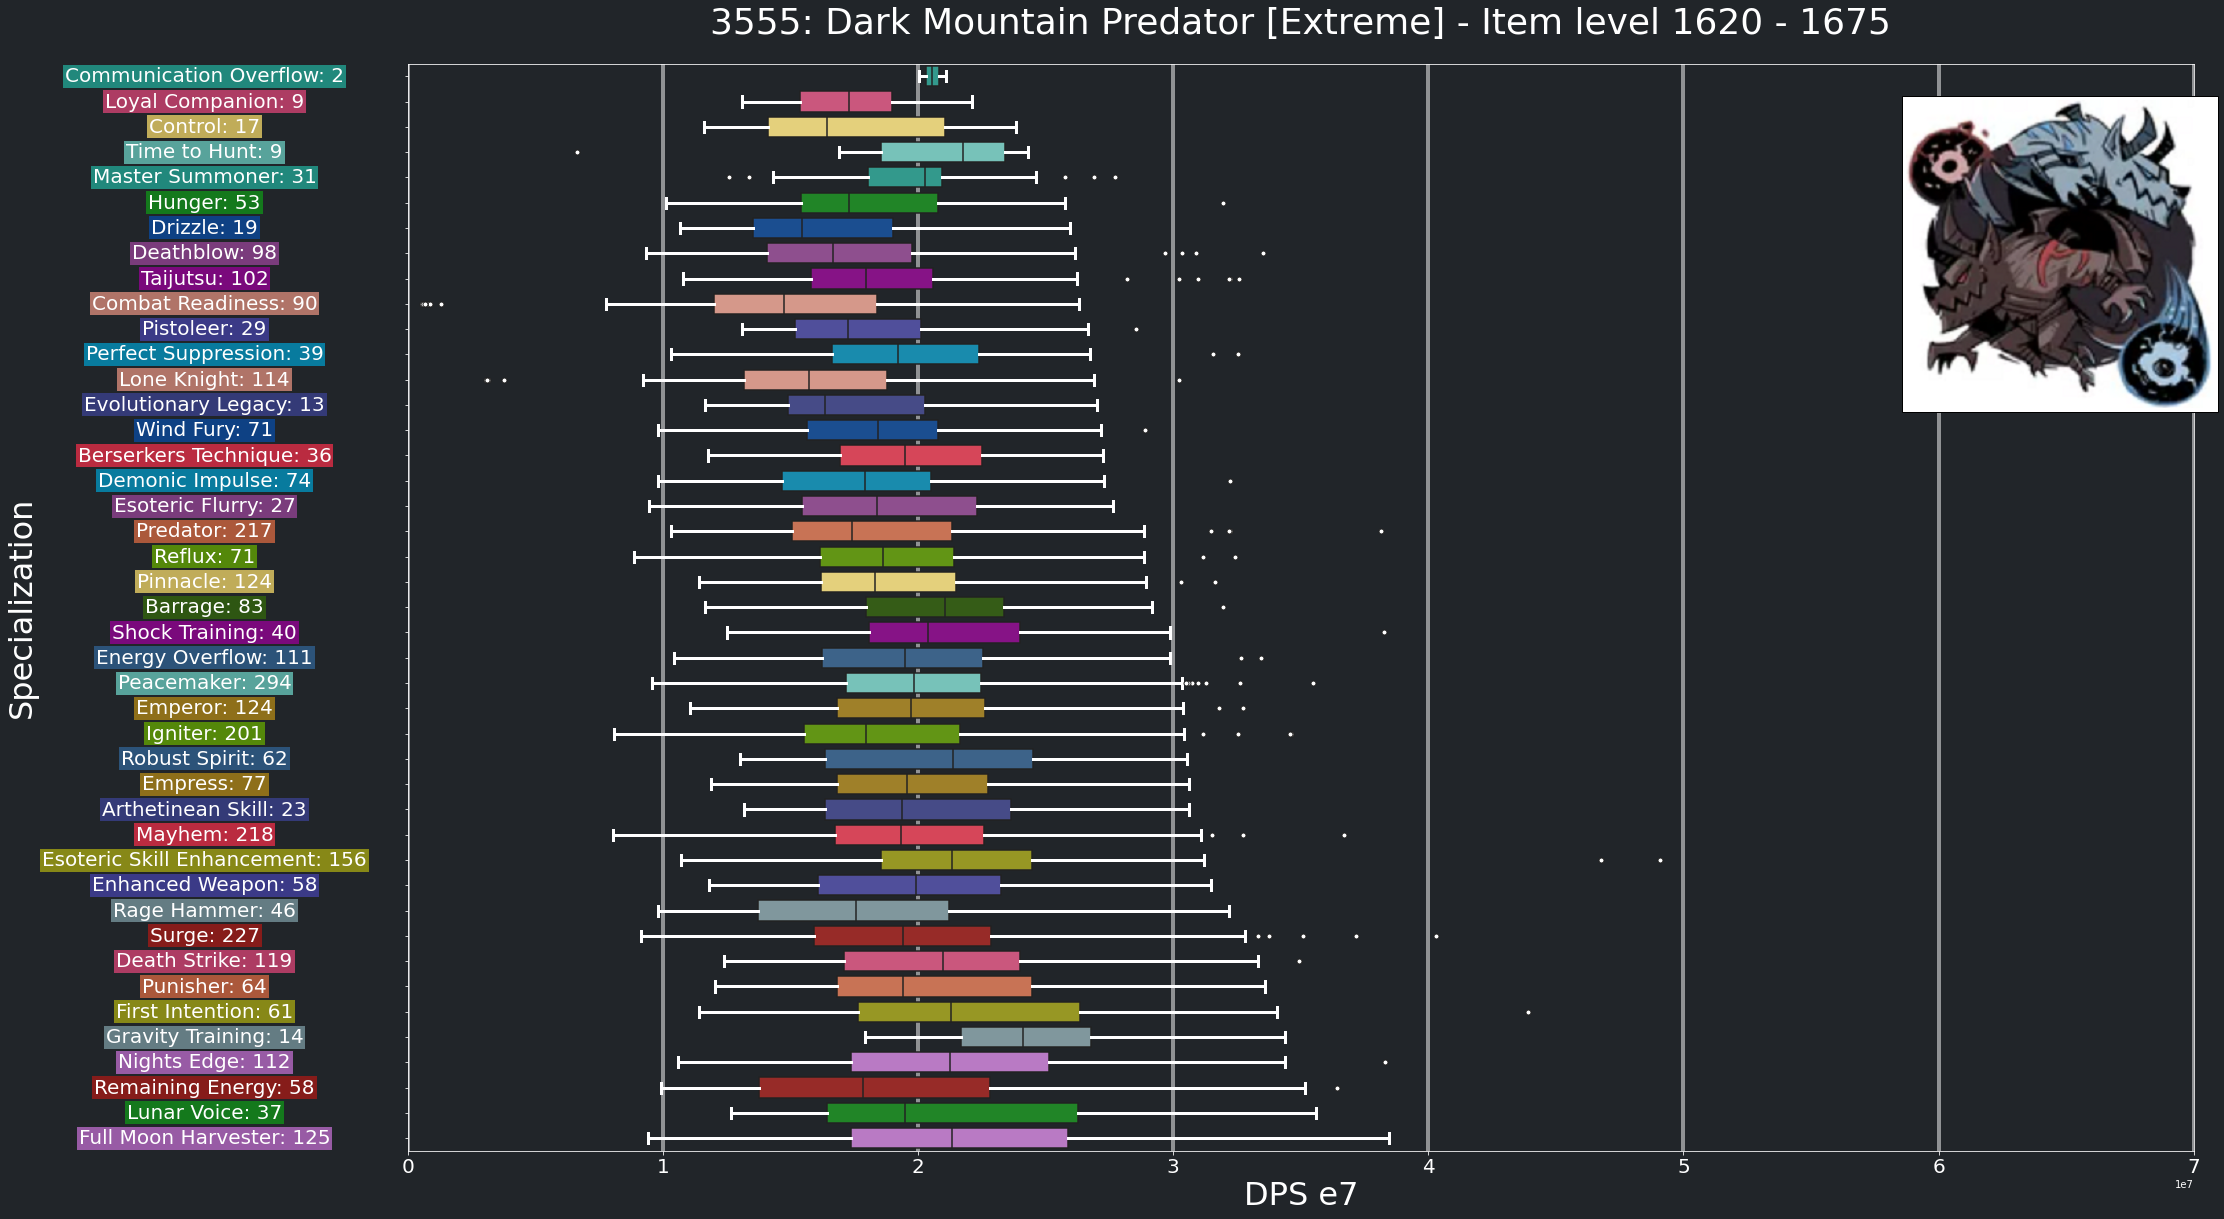 3555: Dark Mountain Predator [Extreme] - Item level 1620 - 1675
Communication Overflow: 2
Loyal Companion: 9
Control: 17
Time to Hunt: 9
Master Summoner: 31
Hunger: 53
Drizzle: 19
Deathblow: 98
Taijutsu: 102
Combat Readiness: 90
Pistoleer: 29
Perfect Suppression: 39
Lone Knight: 114
Evolutionary Legacy: 13
Wind Fury: 71
Berserkers Technique: 36
Demonic Impulse: 74
Esoteric Flurry: 27
Predator: 217
Reflux: 71
Pinnacle: 124
Barrage: 83
Shock Training: 40
Energy Overflow: 111
Peacemaker: 294
Emperor: 124
Igniter: 201
Robust Spirit: 62
Empress: 77
Arthetinean Skill: 23
Mayhem: 218
Esoteric Skill Enhancement: 156
Enhanced Weapon: 58
Rage Hammer: 46
Surge: 227
Death Strike: 119
Punisher: 64
First Intention: 61
Gravity Training: 14
Nights Edge: 112
Remaining Energy: 58
Lunar Voice: 37
Full Moon Harvester: 125
Specialization
0 1 2 3 4 5 6 7
1e7
DPS e7